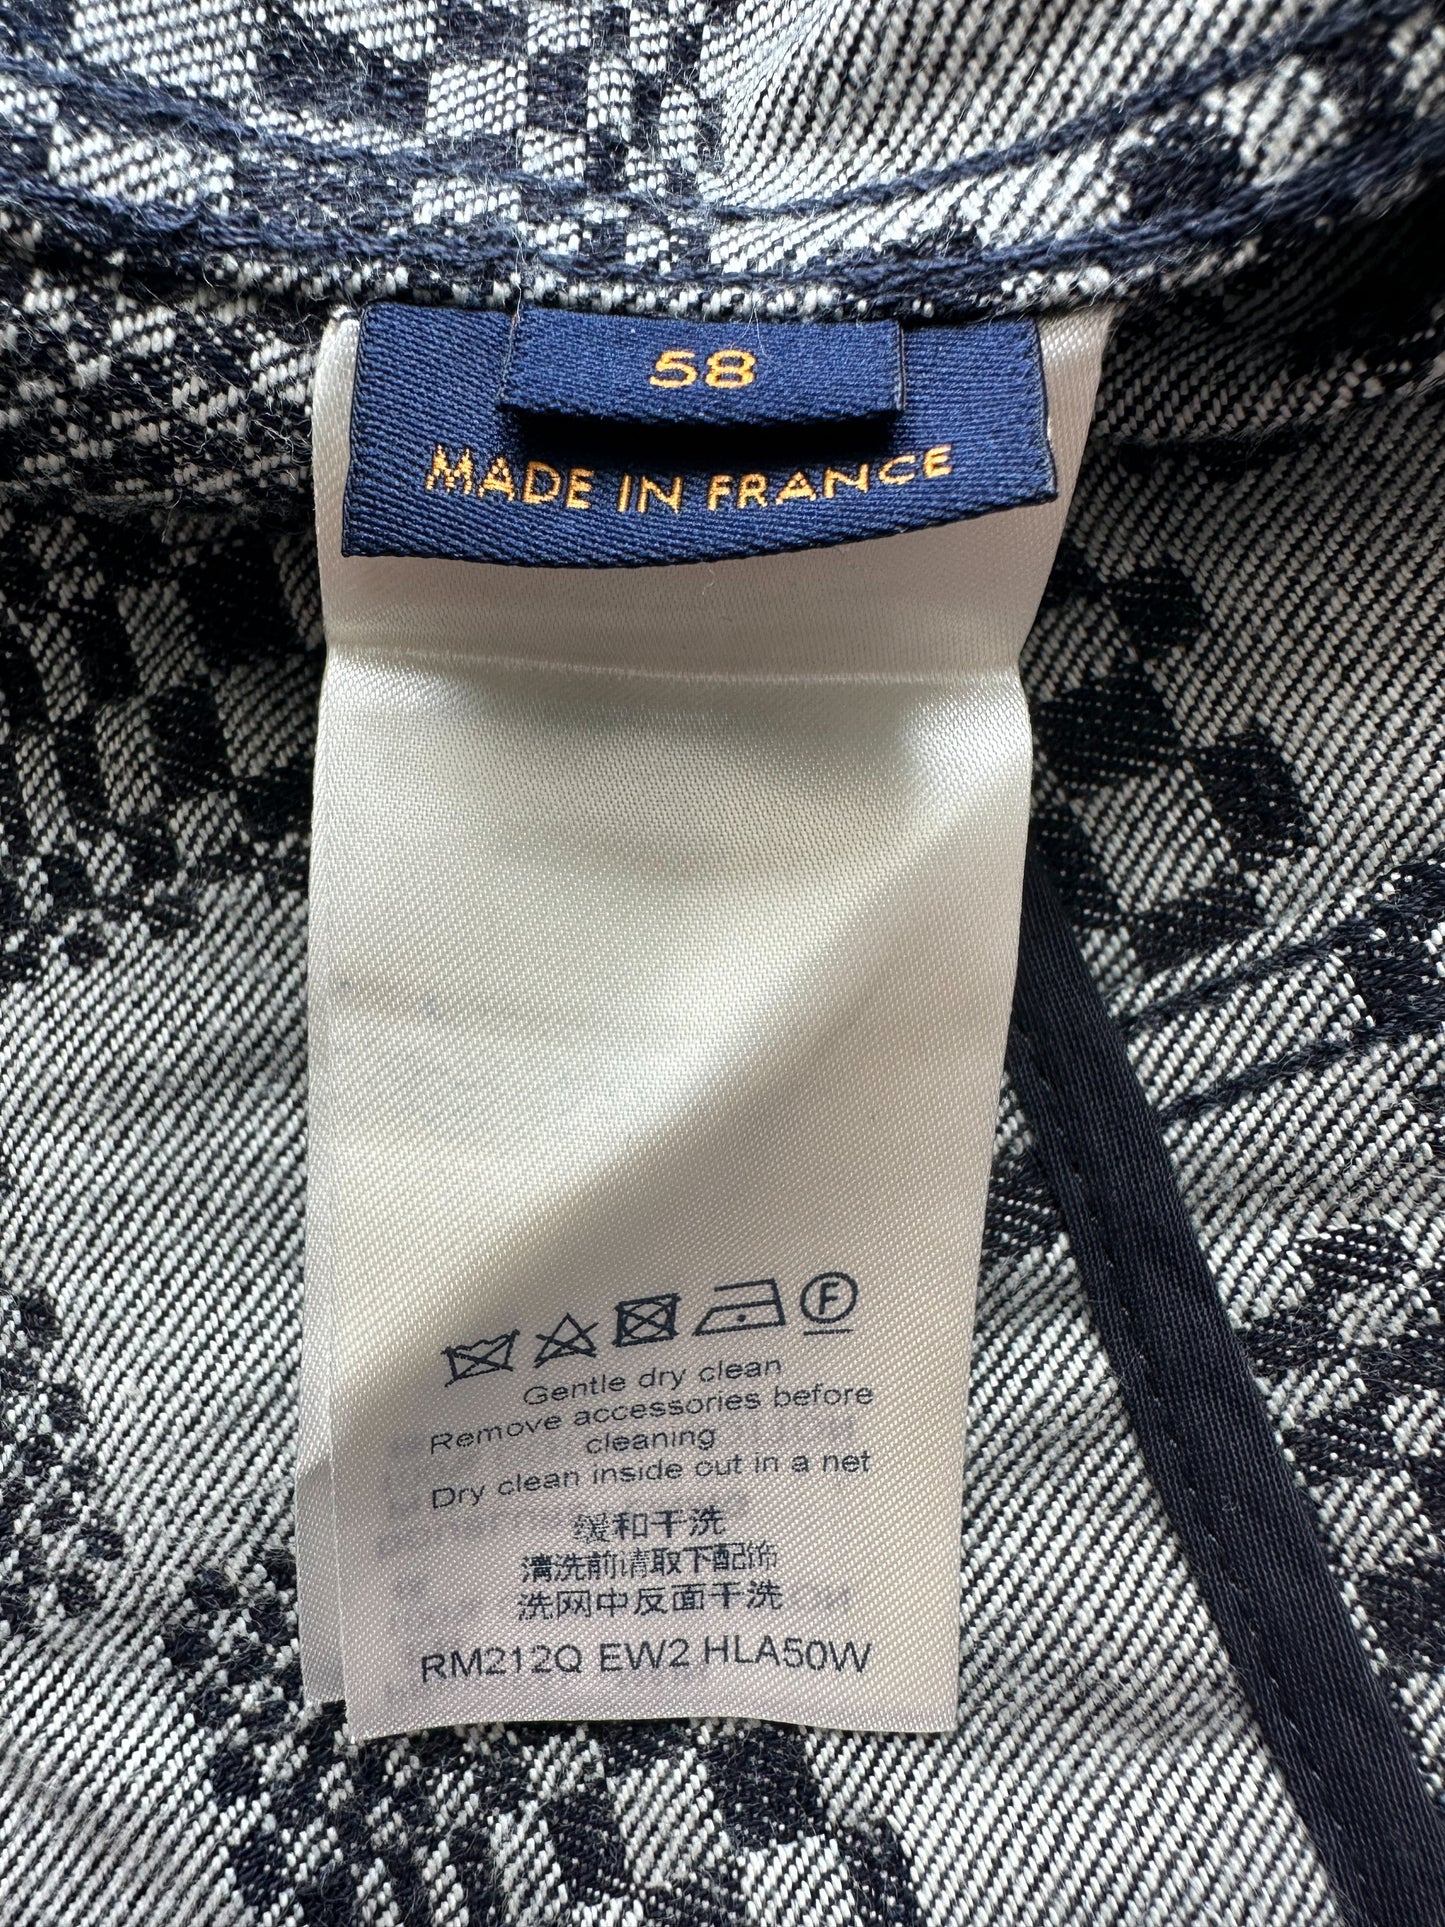 58
MADE IN FRANCE
F
Gentle dry clean
Remove accessories before
cleaning
Dry clean inside out in a net
缓和干洗
清洗前请取下配饰
洗网中反面干洗
RM212Q EW2 HLA50W